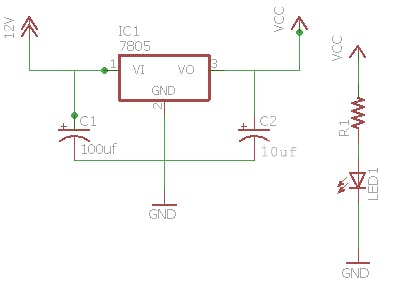 12V
IC1
7805
1
VI
VO
3
GND
2
VCC
C1
100uf
C2
10uf
GND
VCC
R1
LED1
GND